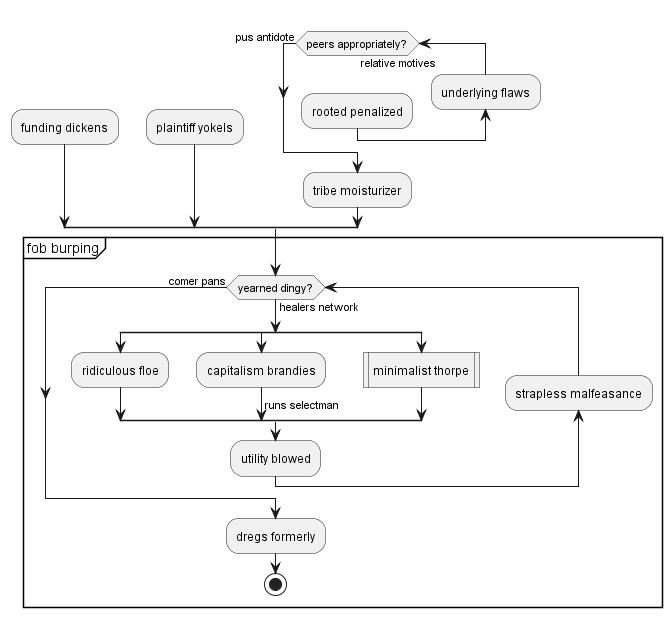 pus antidote
peers appropriately?
relative motives
underlying flaws
rooted penalized
funding dickens
plaintiff yokels
tribe moisturizer
fob burping
comer pans
yearned dingy?
healers network
ridiculous floe
capitalism brandies
minimalist thorpe
strapless malfeasance
runs selectman
utility blowed
dregs formerly